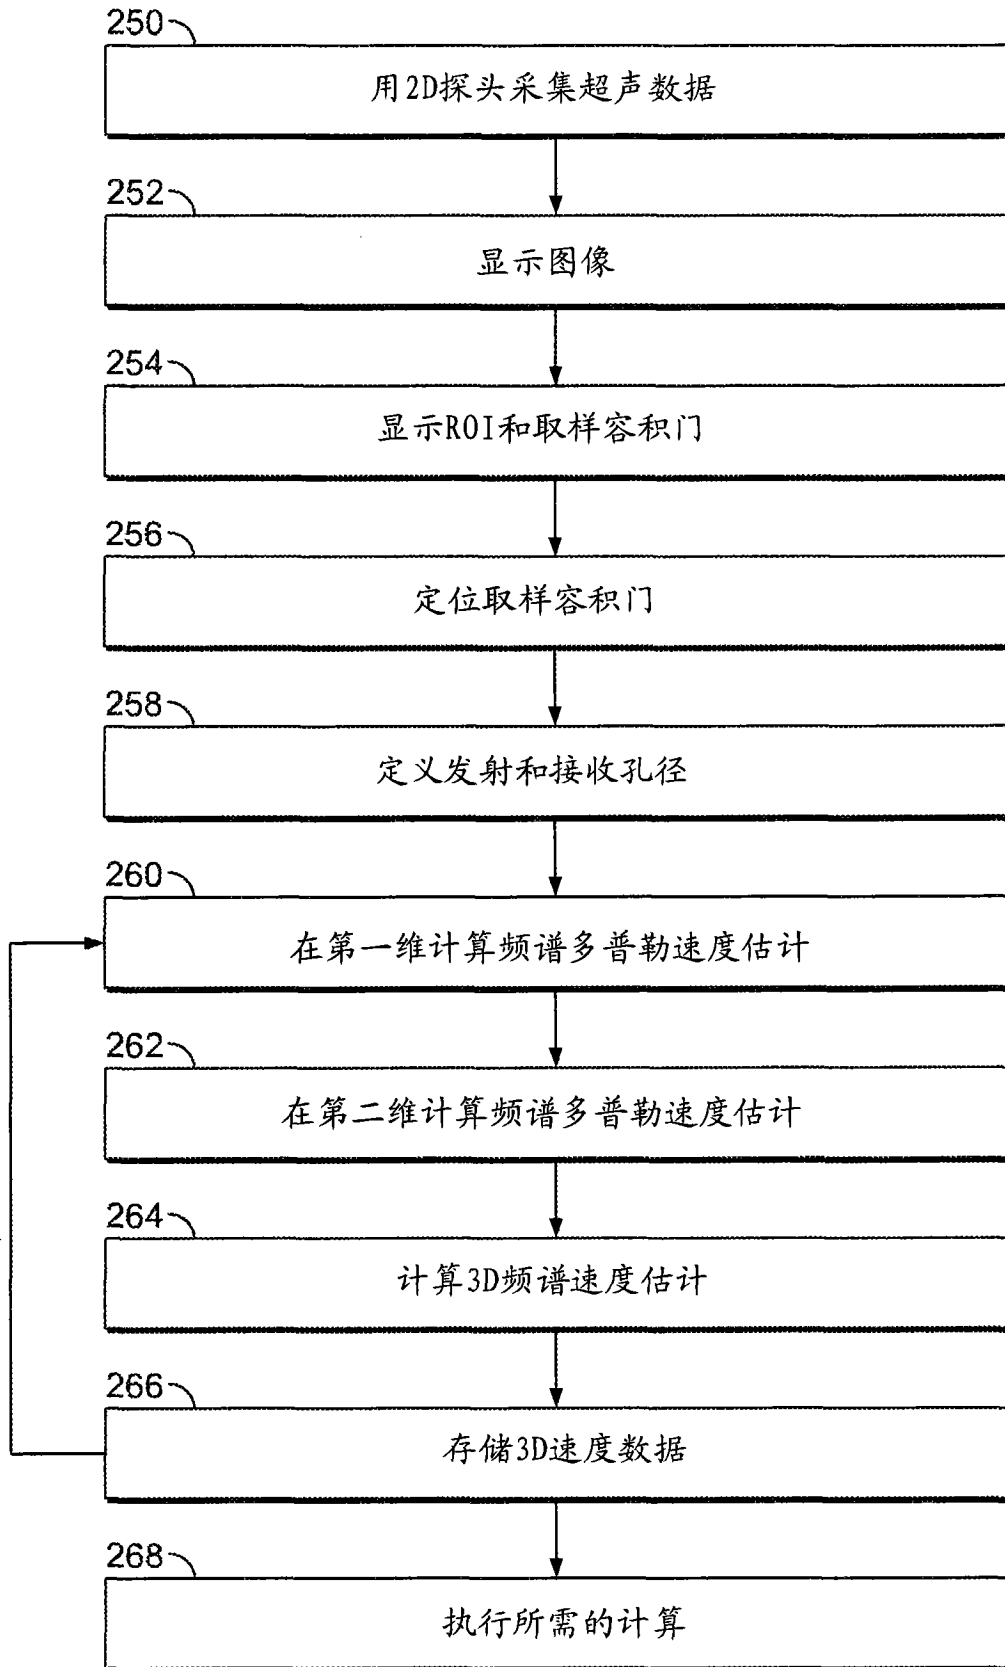 250
用2D探头采集超声数据
252
显示图像
254
显示ROI和取样容积门
256
定位取样容积门
258
定义发射和接收孔径
260
在第一维计算频谱多普勒速度估计
262
在第二维计算频谱多普勒速度估计
264
计算3D频谱速度估计
266
存储3D速度数据
268
执行所需的计算